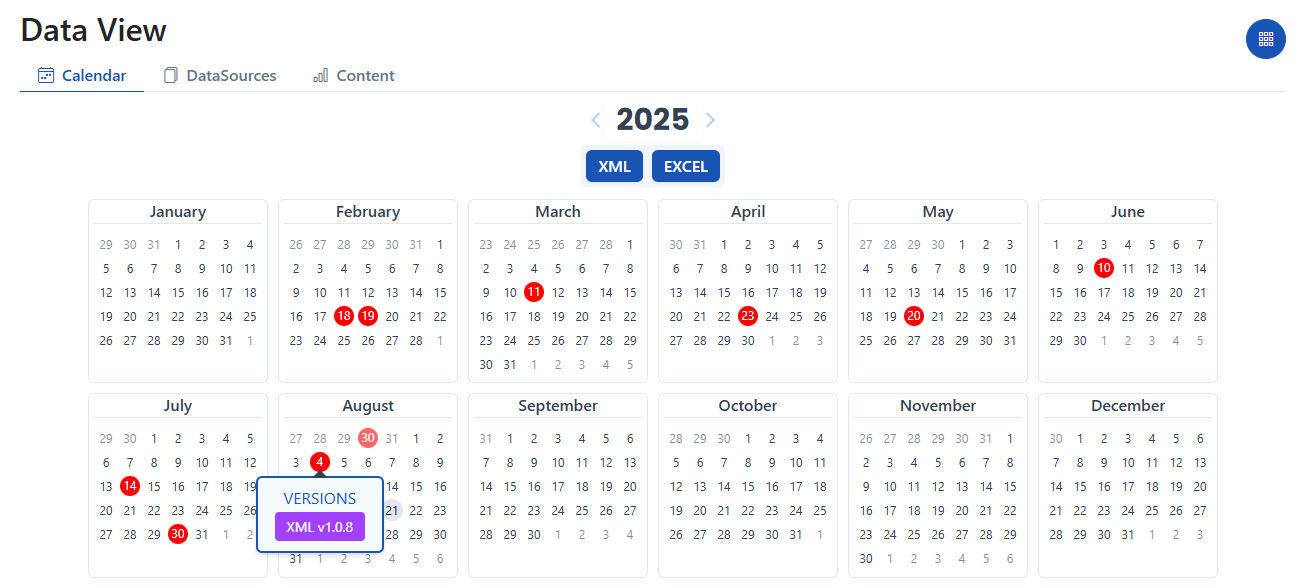 Data View
Calendar
DataSources
Content
2025
XML
EXCEL
January
29 30 31 1 2 3 4
5 6 7 8 9 10 11
12 13 14 15 16 17 18
19 20 21 22 23 24 25
26 27 28 29 30 31 1
February
26 27 28 29 30 31 1
2 3 4 5 6 7 8
9 10 11 12 13 14 15
16 17 18 19 20 21 22
23 24 25 26 27 28 1
March
23 24 25 26 27 28 1
2 3 4 5 6 7 8
9 10 11 12 13 14 15
16 17 18 19 20 21 22
23 24 25 26 27 28 29
30 31 1 2 3 4 5
April
30 31 1 2 3 4 5
6 7 8 9 10 11 12
13 14 15 16 17 18 19
20 21 22 23 24 25 26
27 28 29 30 1 2 3
May
27 28 29 30 1 2 3
4 5 6 7 8 9 10
11 12 13 14 15 16 17
18 19 20 21 22 23 24
25 26 27 28 29 30 31
June
1 2 3 4 5 6 7
8 9 10 11 12 13 14
15 16 17 18 19 20 21
22 23 24 25 26 27 28
29 30 1 2 3 4 5
July
29 30 1 2 3 4 5
6 7 8 9 10 11 12
13 14 15 16 17 18 19
20 21 22 23 24 25 26
27 28 29 30 31 1 2
August
27 28 29 30 31 1 2
3 4 5 6 7 8 9
14 15 16
21 22 23
28 29 30
31 1 2 3 4 5 6
VERSIONS
XML v1.0.8
September
31 1 2 3 4 5 6
7 8 9 10 11 12 13
14 15 16 17 18 19 20
21 22 23 24 25 26 27
28 29 30 1 2 3 4
October
28 29 30 1 2 3 4
5 6 7 8 9 10 11
12 13 14 15 16 17 18
19 20 21 22 23 24 25
26 27 28 29 30 31 1
November
26 27 28 29 30 31 1
2 3 4 5 6 7 8
9 10 11 12 13 14 15
16 17 18 19 20 21 22
23 24 25 26 27 28 29
30 1 2 3 4 5 6
December
30 1 2 3 4 5 6
7 8 9 10 11 12 13
14 15 16 17 18 19 20
21 22 23 24 25 26 27
28 29 30 31 1 2 3